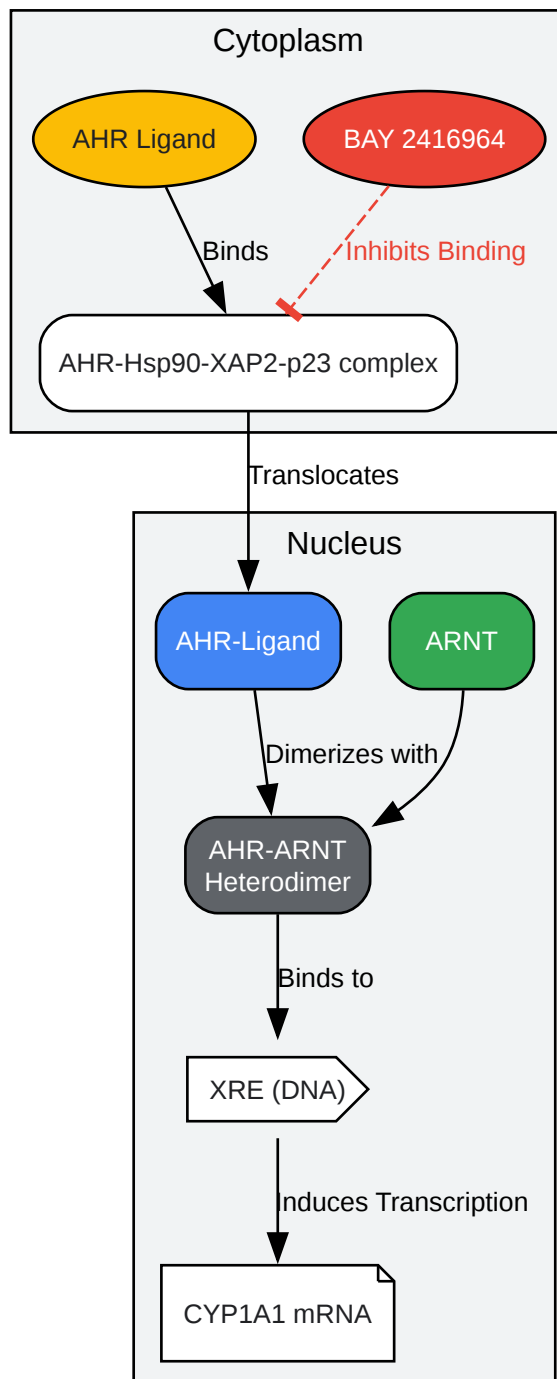 Cytoplasm
AHR Ligand
BAY 2416964
Binds
Inhibits Binding
AHR-Hsp90-XAP2-p23 complex
Translocates
Nucleus
AHR-Ligand
ARNT
Dimerizes with
AHR-ARNT
Heterodimer
Binds to
XRE (DNA)
Induces Transcription
CYP1A1 mRNA